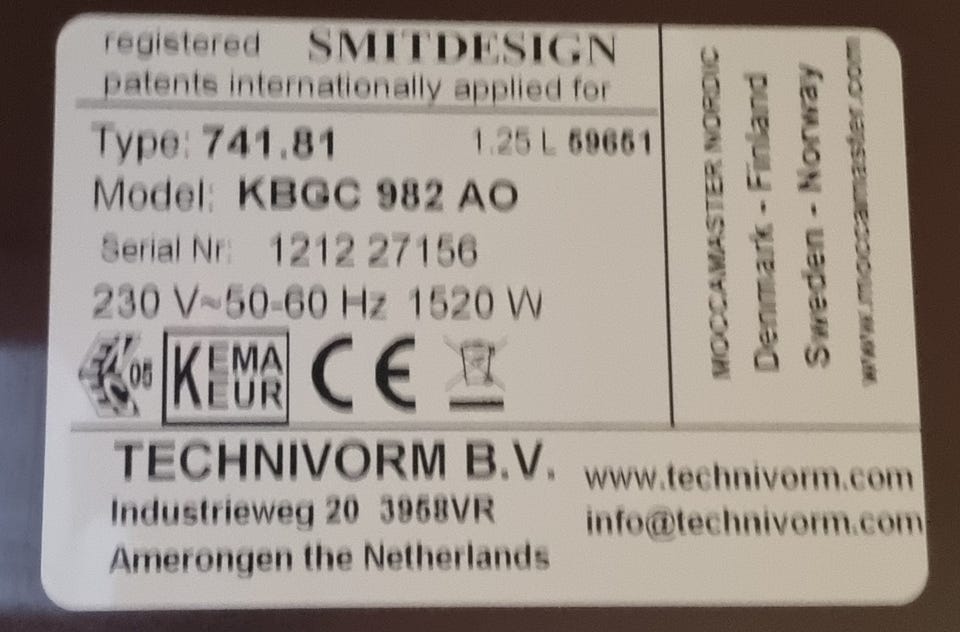 registered SMITDESIGN
patents internationally applied for
Type: 741.81 1.25 L 59651
Model: KBGC 982 AO
Serial Nr: 1212 27156
230 V~50-60 Hz 1520 W
05
KEMA
KEUR
CE
TECHNIVORM B.V.
Industrieweg 20 3958VR
Amerongen the Netherlands
www.technivorm.com
info@technivorm.com
MOCCAMASTER NORDIC
Denmark - Finland
Sweden - Norway
www.moccamaster.com